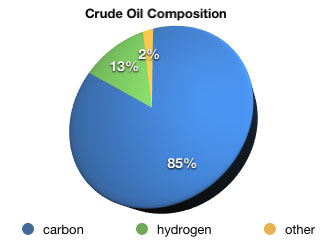 Crude Oil Composition
2%
13%
85%
carbon hydrogen other